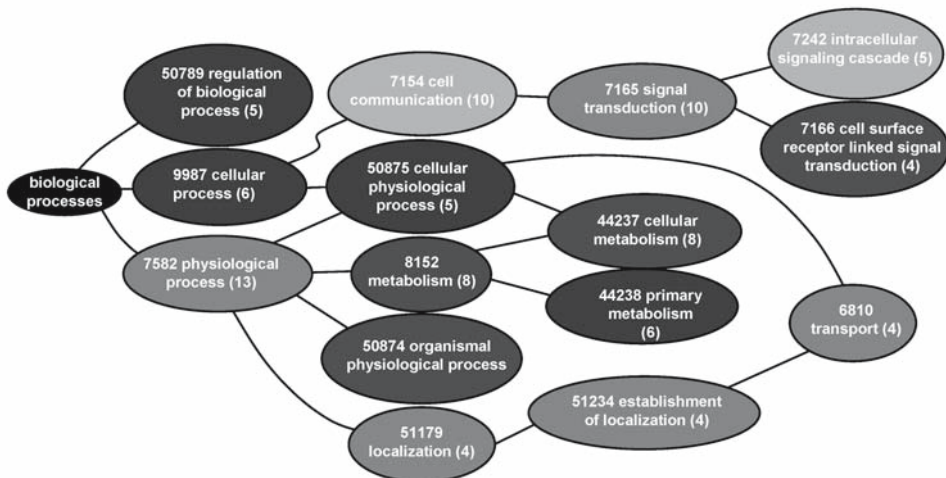 7242 intracellular
signaling cascade (5)
50789 regulation
of biological
process (5)
7154 cell
communication (10)
7165 signal
transduction (10)
7166 cell surface
receptor linked signal
transduction (4)
biological
processes
9987 cellular
process (6)
50875 cellular
physiological
process (5)
44237 cellular
metabolism (8)
7582 physiological
process (13)
8152
metabolism (8)
44238 primary
metabolism
(6)
6810
transport (4)
50874 organismal
physiological process
51234 establishment
of localization (4)
51179
localization (4)